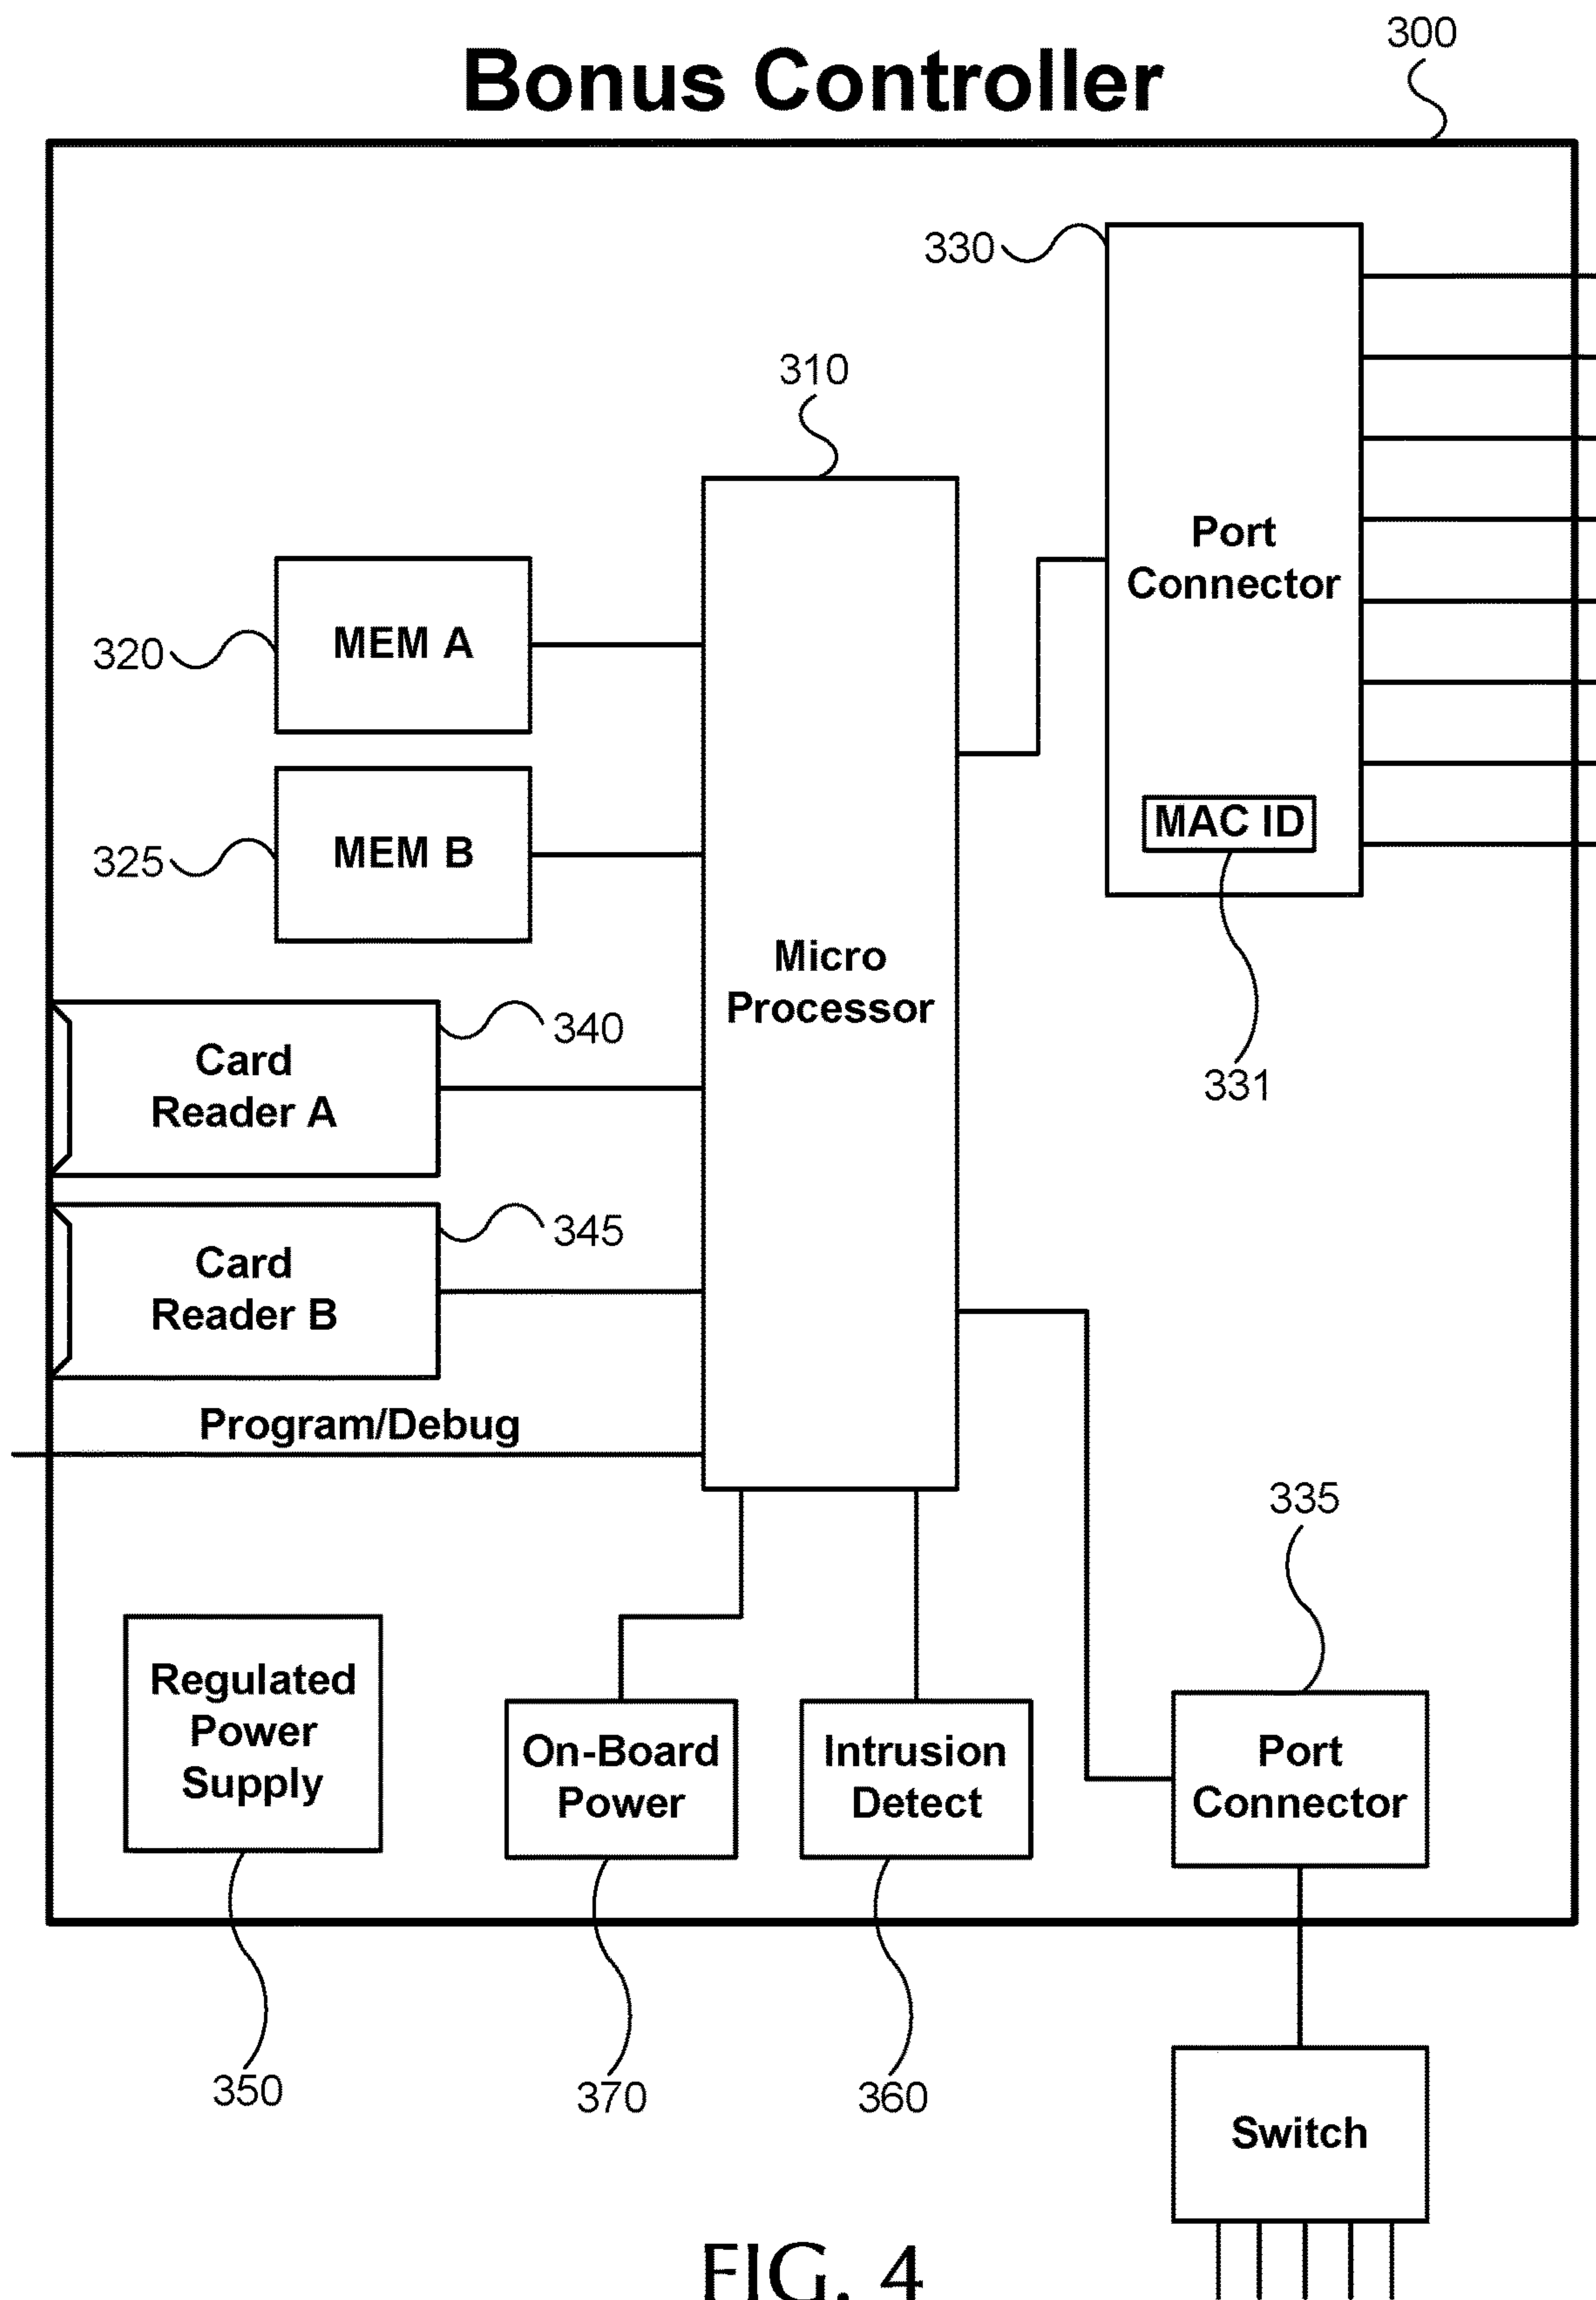 300
Bonus Controller
330
310
Port
Connector
MEM A
320
MAC ID
MEM B
325
Micro
Processor
340
Card
Reader A
331
345
Card
Reader B
Program/Debug
335
Regulated
Power
Supply
On-Board
Power
Intrusion
Detect
Port
Connector
350
370
360
Switch
FIG. 4